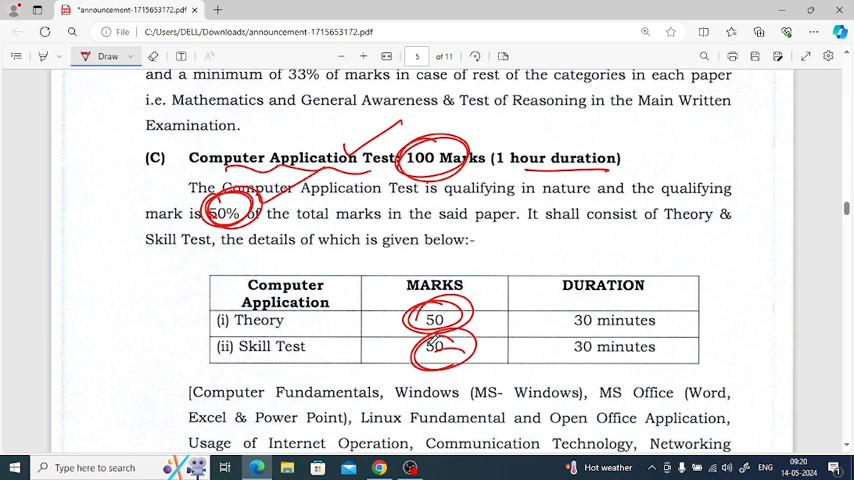 *announcement-1715653172.pdf
File
C:/Users/DELL/Downloads/announcement-1715653172.pdf
Draw
5 of 11
and a minimum of 33% of marks in case of rest of the categories in each paper
i.e. Mathematics and General Awareness & Test of Reasoning in the Main Written
Examination.
(C) Computer Application Test: 100 Marks (1 hour duration)
The Computer Application Test is qualifying in nature and the qualifying
mark is 50% of the total marks in the said paper. It shall consist of Theory &
Skill Test, the details of which is given below:-
Computer Application MARKS DURATION
(i) Theory 50 30 minutes
(ii) Skill Test 50 30 minutes
[Computer Fundamentals, Windows (MS- Windows), MS Office (Word,
Excel & Power Point), Linux Fundamental and Open Office Application,
Usage of Internet Operation, Communication Technology, Networking
Type here to search
Hot weather
ENG
09:20
14-05-2024